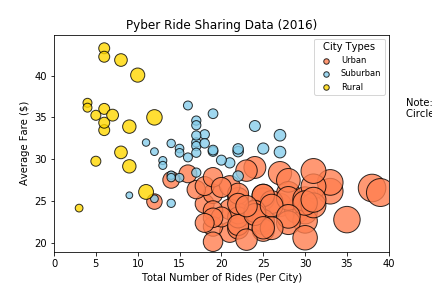 Pyber Ride Sharing Data (2016)
City Types
Urban
Suburban
Rural
Note:
Circle
Average Fare ($)
40
35
30
25
20
0 5 10 15 20 25 30 35 40
Total Number of Rides (Per City)